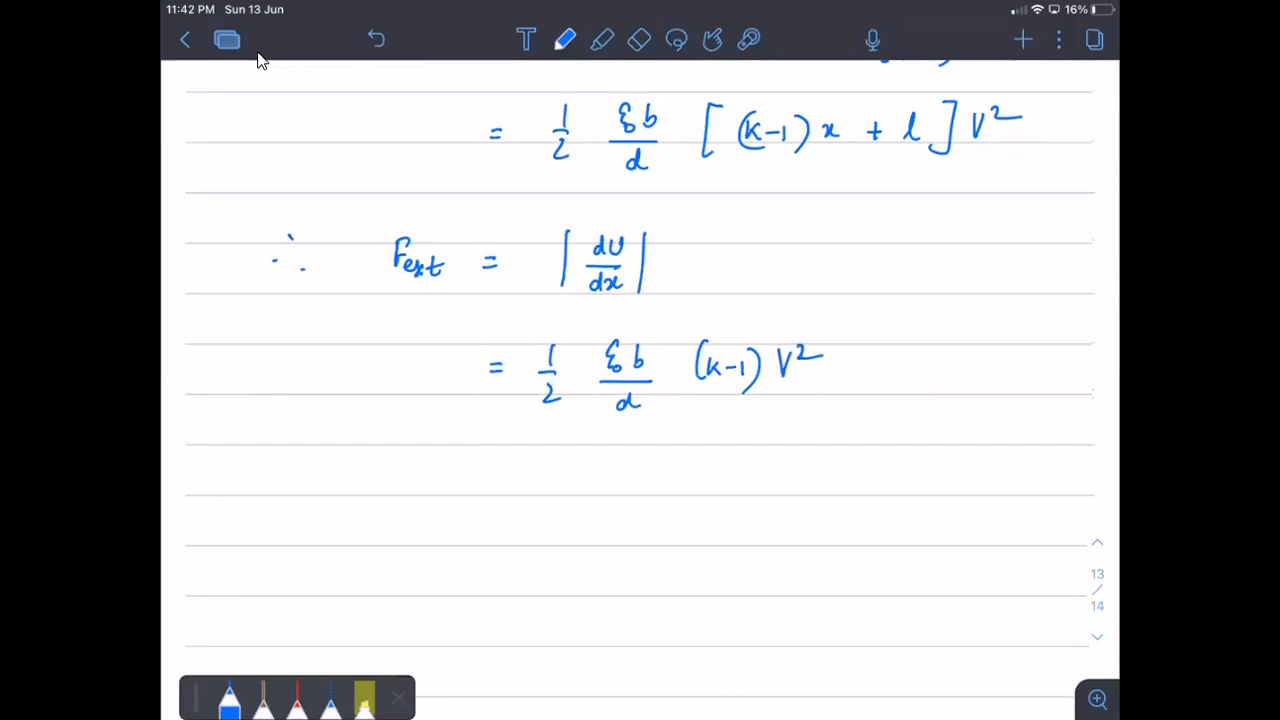 11:42 PM Sun 13 Jun 16%
= 1/2 ε₀b/d [(k-1)x + l] V²
∴ Fext = |dU/dx|
= 1/2 ε₀b/d (k-1) V²
13
/
14